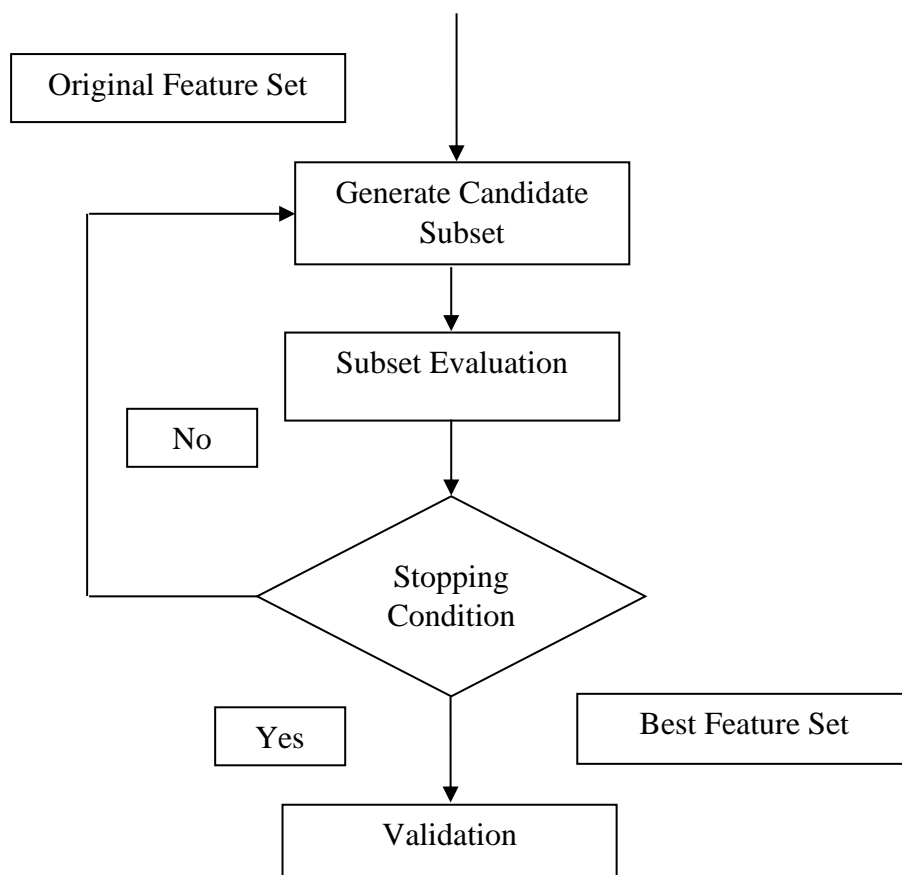 Original Feature Set
Generate Candidate
Subset
Subset Evaluation
No
Stopping
Condition
Yes
Best Feature Set
Validation